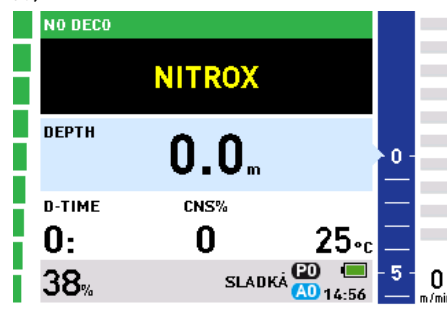 NO DECO
NITROX
DEPTH
0.0 m
0
D-TIME CNS%
0: 0 25°C
38% SLADKÁ P0
A0 14:56
5
0
m/min